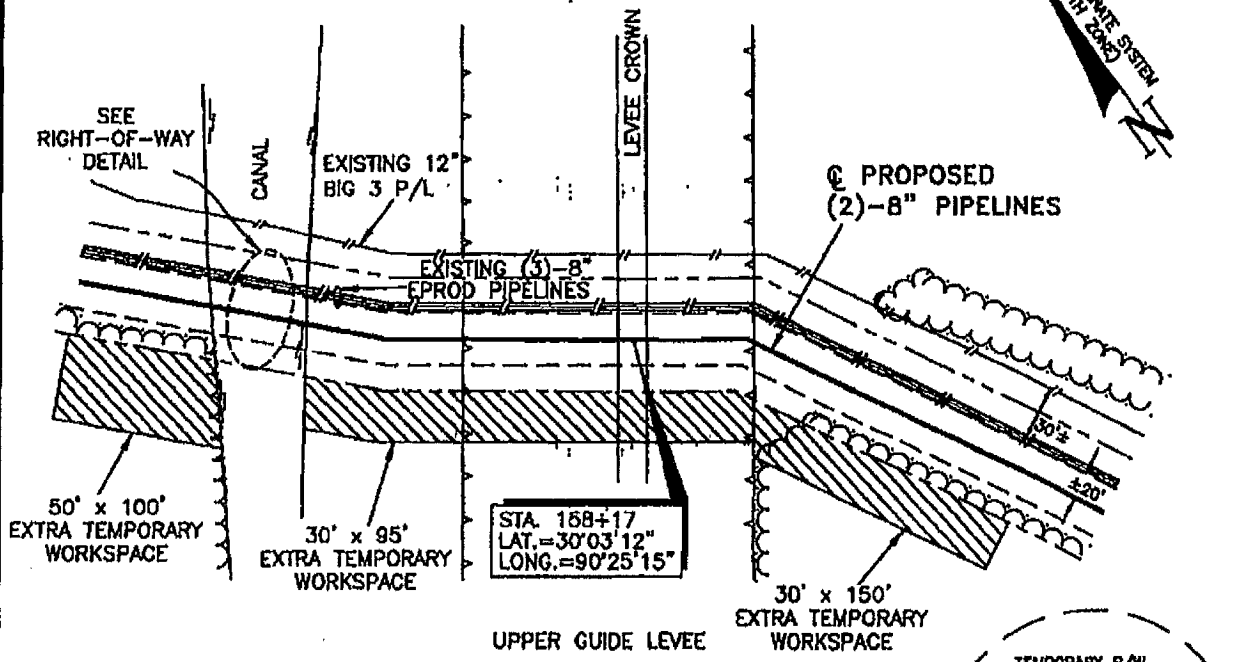 SYSTEM
ZONE)
N
SEE
RIGHT-OF-WAY
DETAIL
CANAL
EXISTING 12"
BIG 3 P/L
LEVEE CROWN
℄ PROPOSED
(2)-8" PIPELINES
EXISTING (3)-8"
EPROD PIPELINES
30'±
±20'
50' x 100'
EXTRA TEMPORARY
WORKSPACE
30' x 95'
EXTRA TEMPORARY
WORKSPACE
STA. 158+17
LAT.=30°03'12"
LONG.=90°25'15"
30' x 150'
EXTRA TEMPORARY
WORKSPACE
UPPER GUIDE LEVEE
TEMPORARY R/W